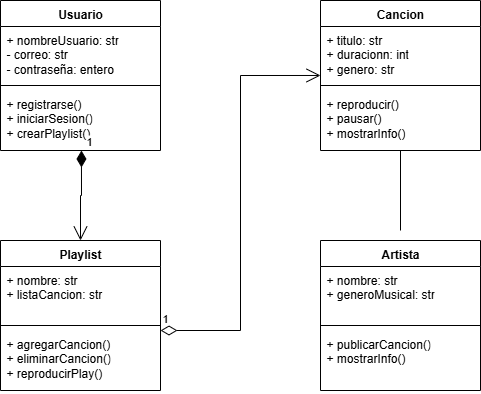 Usuario
+ nombreUsuario: str
- correo: str
- contraseña: entero
+ registrarse()
+ iniciarSesion()
+ crearPlaylist()
1
Cancion
+ titulo: str
+ duracionn: int
+ genero: str
+ reproducir()
+ pausar()
+ mostrarInfo()
Playlist
+ nombre: str
+ listaCancion: str
+ agregarCancion()
+ eliminarCancion()
+ reproducirPlay()
1
Artista
+ nombre: str
+ generoMusical: str
+ publicarCancion()
+ mostrarInfo()